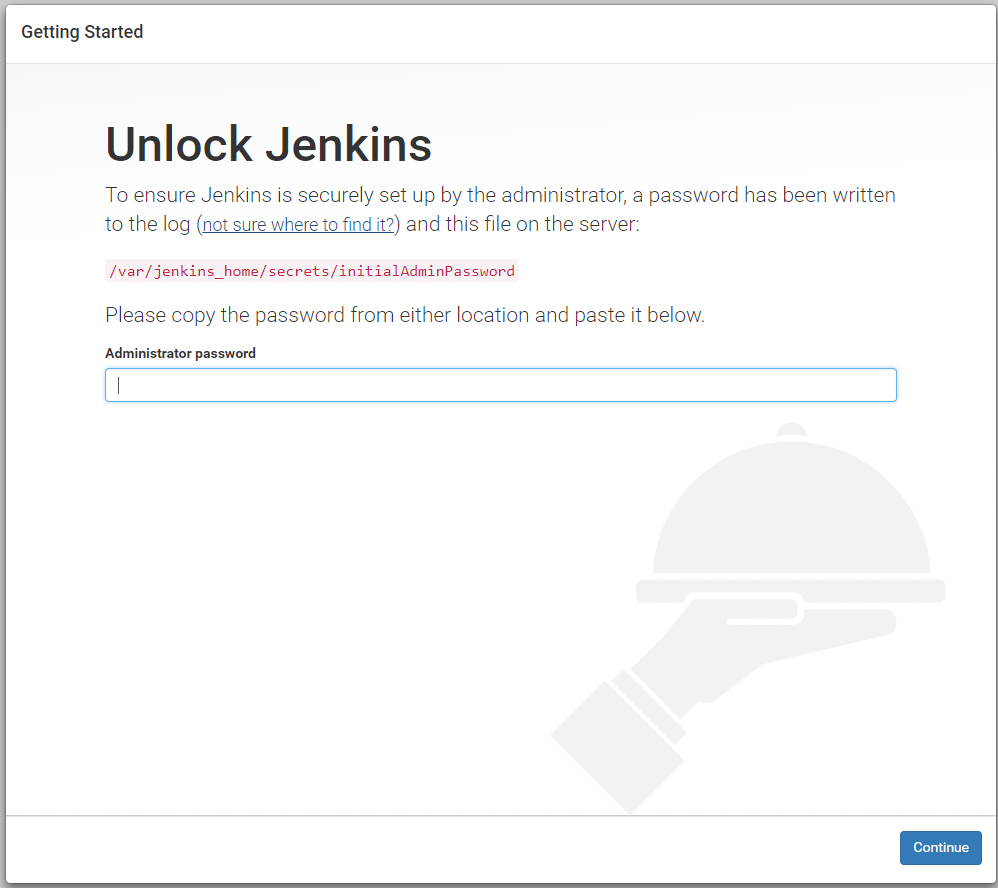 Getting Started
Unlock Jenkins
To ensure Jenkins is securely set up by the administrator, a password has been written
to the log (not sure where to find it?) and this file on the server:
/var/jenkins_home/secrets/initialAdminPassword
Please copy the password from either location and paste it below.
Administrator password
Continue